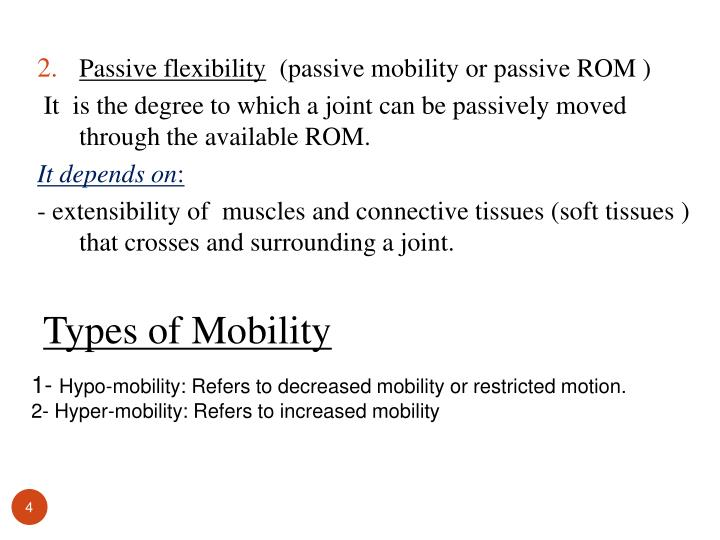 2. Passive flexibility (passive mobility or passive ROM )
It is the degree to which a joint can be passively moved
through the available ROM.
It depends on:
- extensibility of muscles and connective tissues (soft tissues )
that crosses and surrounding a joint.
Types of Mobility
1- Hypo-mobility: Refers to decreased mobility or restricted motion.
2- Hyper-mobility: Refers to increased mobility
4